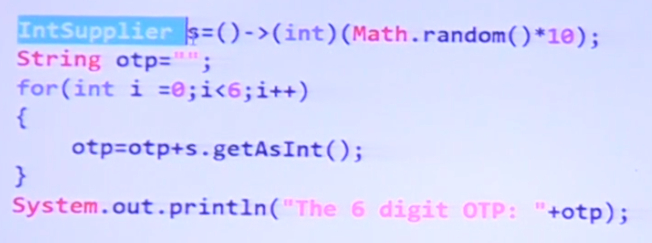 IntSupplier s=()->(int)(Math.random()*10);
String otp="";
for(int i =0;i<6;i++)
{
otp=otp+s.getAsInt();
}
System.out.println("The 6 digit OTP: "+otp);